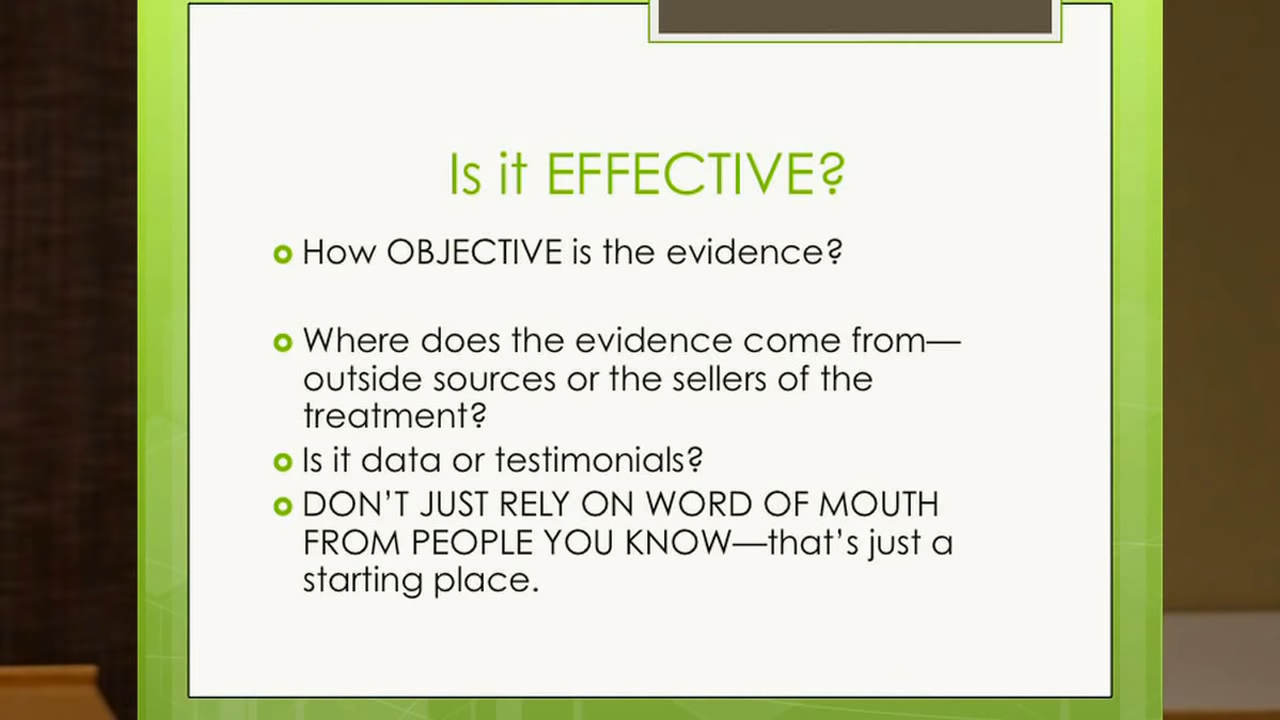 Is it EFFECTIVE?
How OBJECTIVE is the evidence?
Where does the evidence come from—
outside sources or the sellers of the
treatment?
Is it data or testimonials?
DON’T JUST RELY ON WORD OF MOUTH
FROM PEOPLE YOU KNOW—that’s just a
starting place.